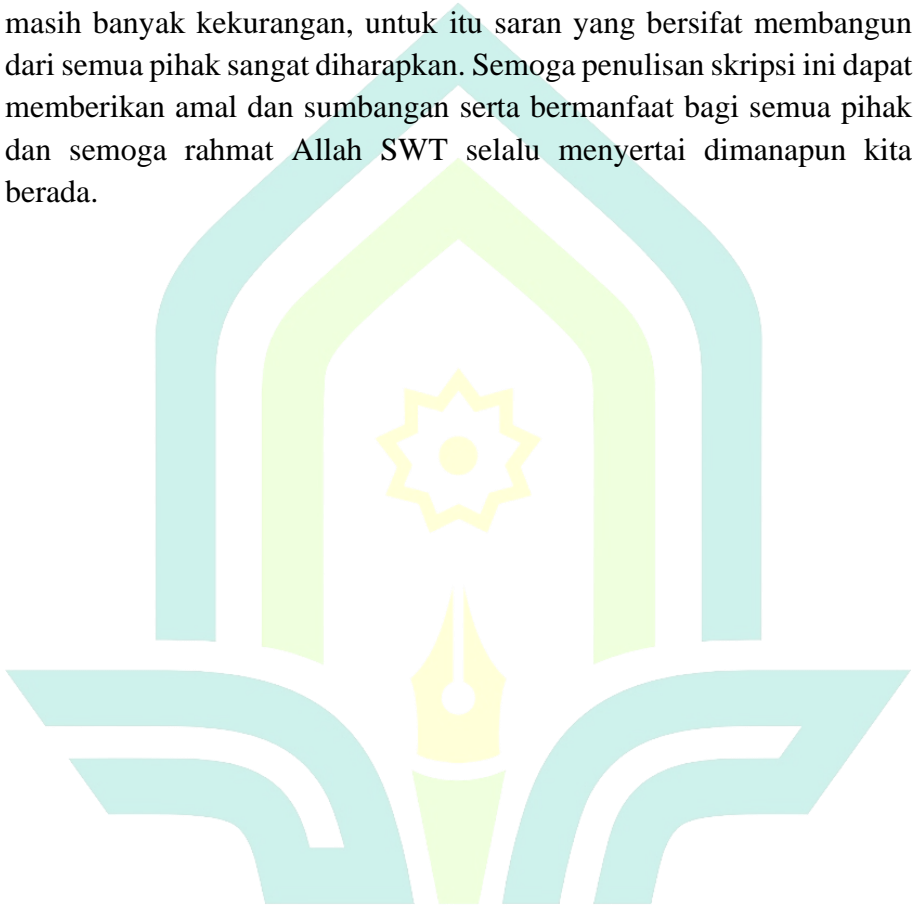 masih banyak kekurangan, untuk itu saran yang bersifat membangun
dari semua pihak sangat diharapkan. Semoga penulisan skripsi ini dapat
memberikan amal dan sumbangan serta bermanfaat bagi semua pihak
dan semoga rahmat Allah SWT selalu menyertai dimanapun kita
berada.